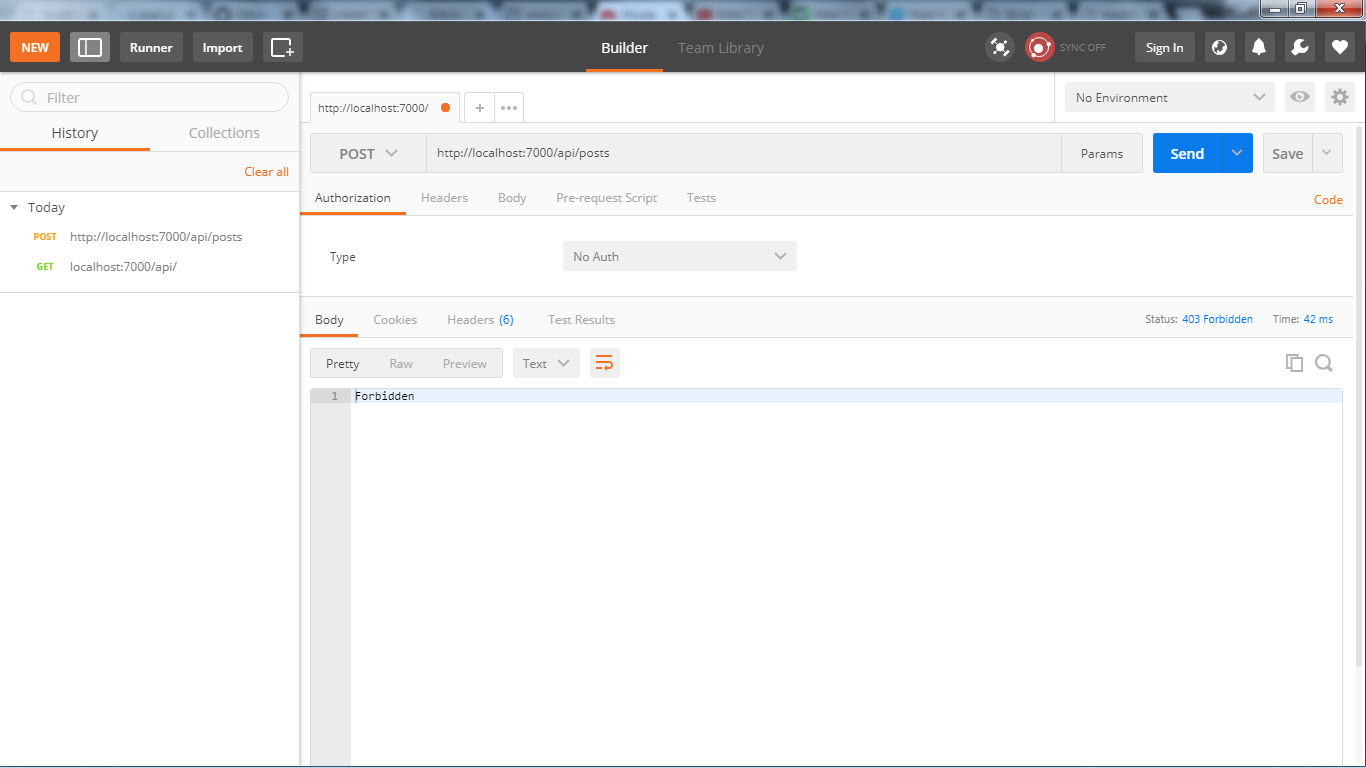 NEW Runner Import Builder Team Library SYNC OFF Sign In
Filter
History Collections
Clear all
Today
POST http://localhost:7000/api/posts
GET localhost:7000/api/
http://localhost:7000/ + ••• No Environment
POST http://localhost:7000/api/posts Params Send Save
Authorization Headers Body Pre-request Script Tests Code
Type No Auth
Body Cookies Headers (6) Test Results Status: 403 Forbidden Time: 42 ms
Pretty Raw Preview Text
1 Forbidden